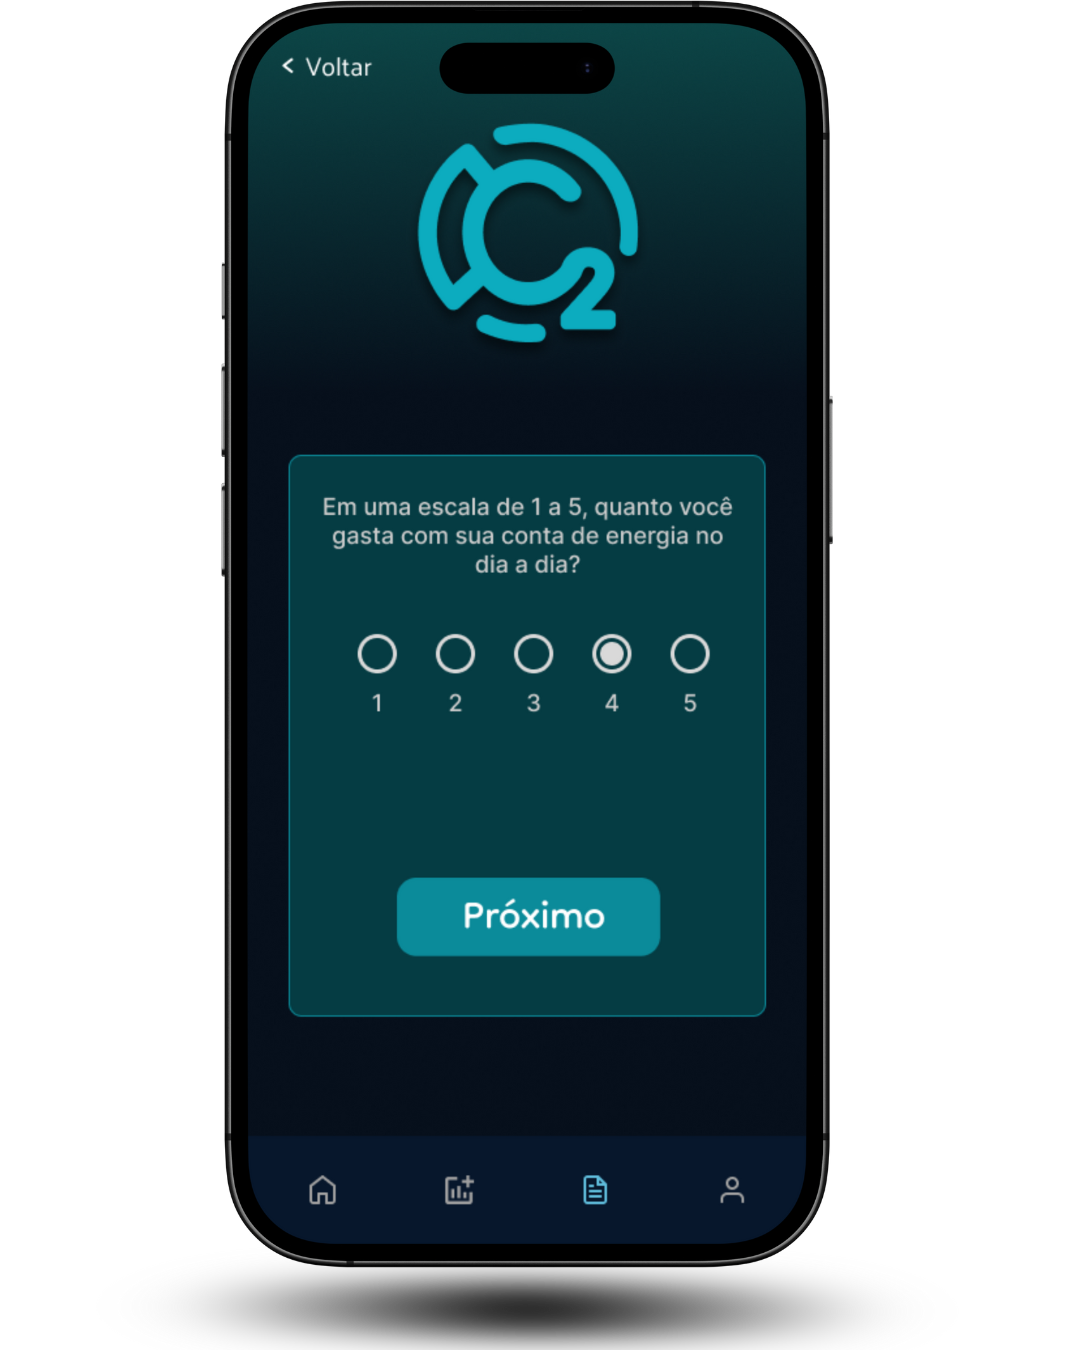 < Voltar
C2
Em uma escala de 1 a 5, quanto você
gasta com sua conta de energia no
dia a dia?
1 2 3 4 5
Próximo